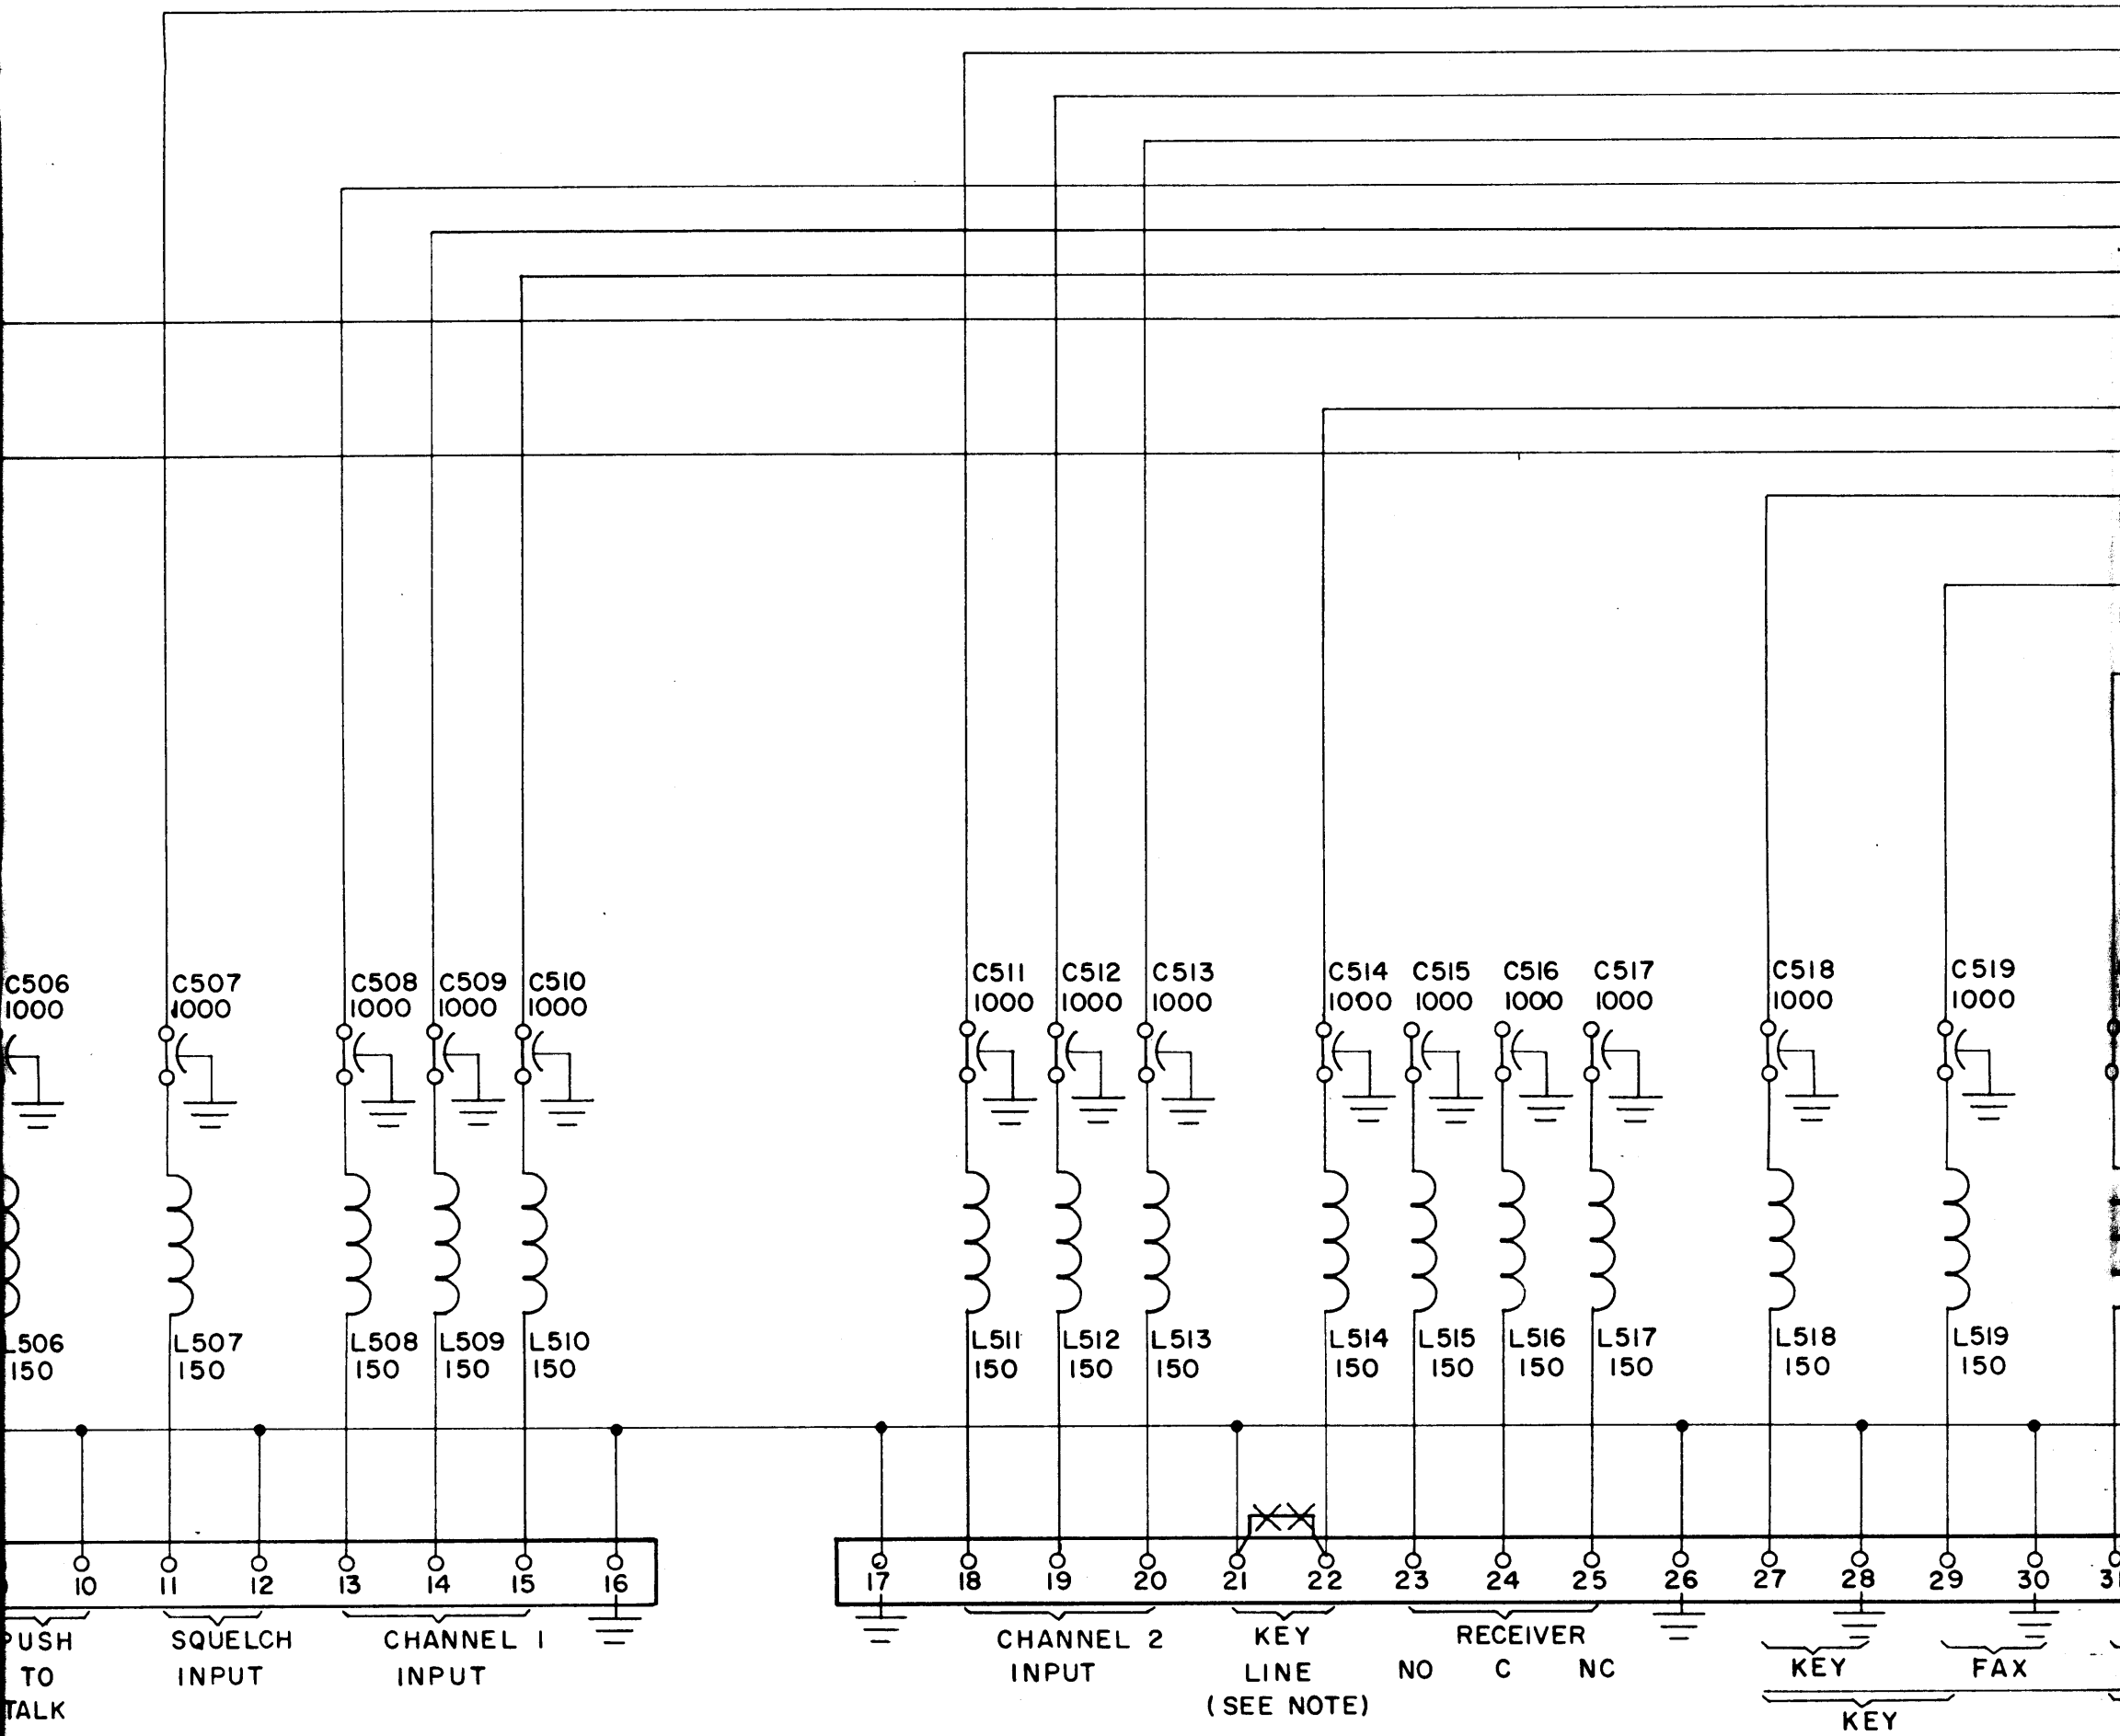 C506 C507 C508 C509 C510 C511 C512 C513 C514 C515 C516 C517 C518 C519
1000 1000 1000 1000 1000 1000 1000 1000 1000 1000 1000 1000 1000 1000
L506 L507 L508 L509 L510 L511 L512 L513 L514 L515 L516 L517 L518 L519
150 150 150 150 150 150 150 150 150 150 150 150 150 150
10 11 12 13 14 15 16 17 18 19 20 21 22 23 24 25 26 27 28 29 30 31
PUSH
TO
TALK
SQUELCH
INPUT
CHANNEL 1
INPUT
CHANNEL 2
INPUT
KEY
LINE
(SEE NOTE)
RECEIVER
NO C NC
KEY
FAX
KEY